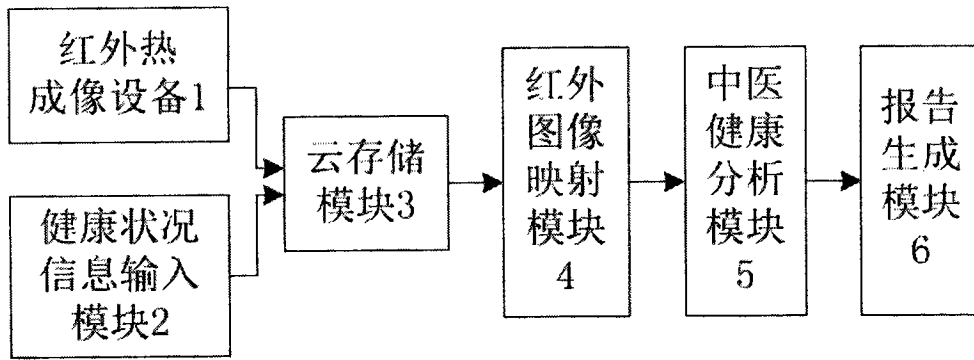 红外热
成像设备1
健康状况
信息输入
模块2
云存储
模块3
红外
图像
映射
模块
4
中医
健康
分析
模块
5
报告
生成
模块
6